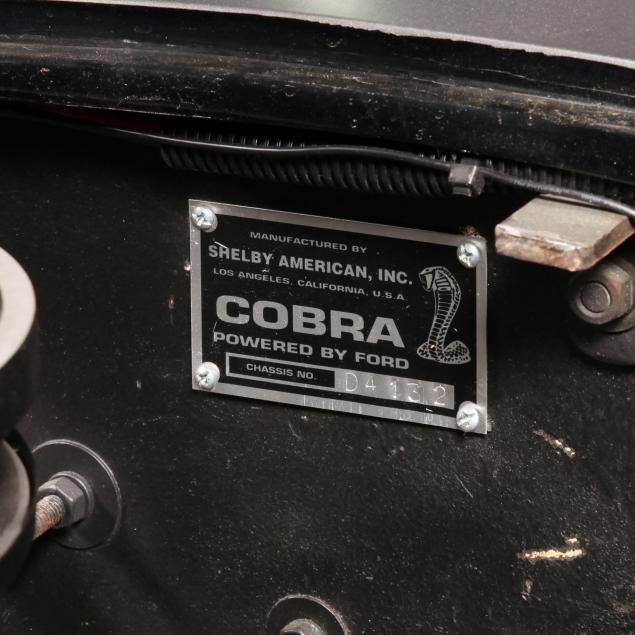 MANUFACTURED BY
SHELBY AMERICAN, INC.
LOS ANGELES, CALIFORNIA, U.S.A.
COBRA
POWERED BY FORD
CHASSIS NO. D4132